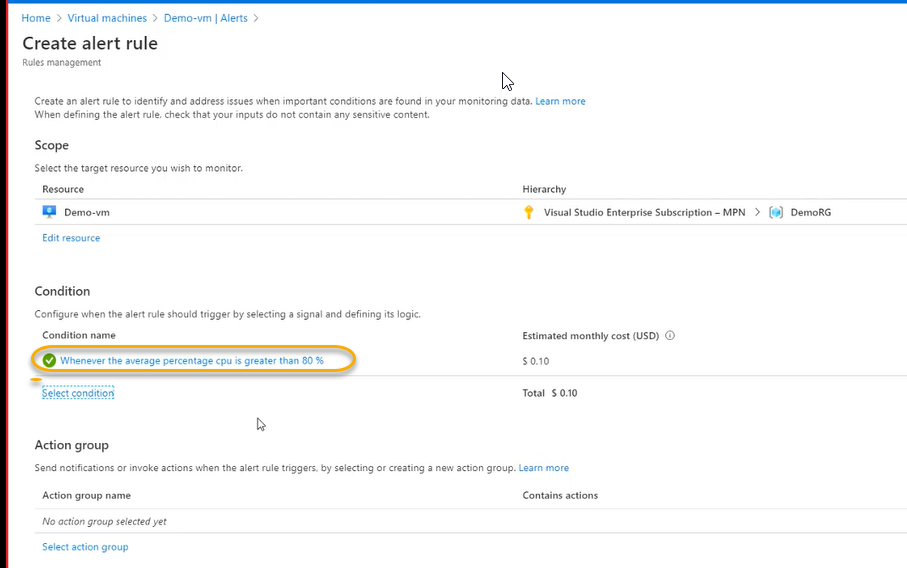 Home > Virtual machines > Demo-vm | Alerts >
Create alert rule
Rules management
Create an alert rule to identify and address issues when important conditions are found in your monitoring data. Learn more
When defining the alert rule, check that your inputs do not contain any sensitive content.
Scope
Select the target resource you wish to monitor.
Resource Hierarchy
Demo-vm Visual Studio Enterprise Subscription – MPN > DemoRG
Edit resource
Condition
Configure when the alert rule should trigger by selecting a signal and defining its logic.
Condition name Estimated monthly cost (USD)
Whenever the average percentage cpu is greater than 80 % $ 0.10
Select condition Total $ 0.10
Action group
Send notifications or invoke actions when the alert rule triggers, by selecting or creating a new action group. Learn more
Action group name Contains actions
No action group selected yet
Select action group